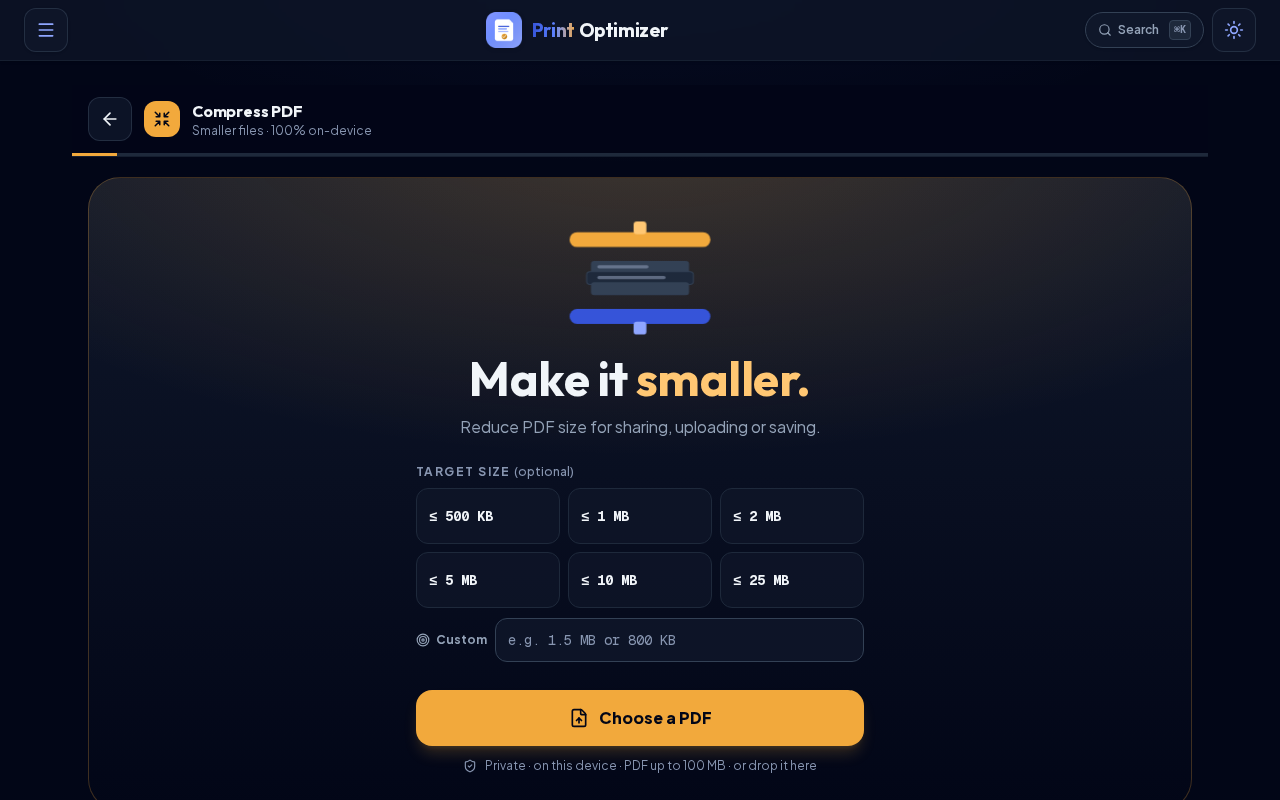 Print Optimizer
Search ⌘K
Compress PDF
Smaller files · 100% on-device
Make it smaller.
Reduce PDF size for sharing, uploading or saving.
TARGET SIZE (optional)
≤ 500 KB
≤ 1 MB
≤ 2 MB
≤ 5 MB
≤ 10 MB
≤ 25 MB
Custom
e.g. 1.5 MB or 800 KB
Choose a PDF
Private · on this device · PDF up to 100 MB · or drop it here